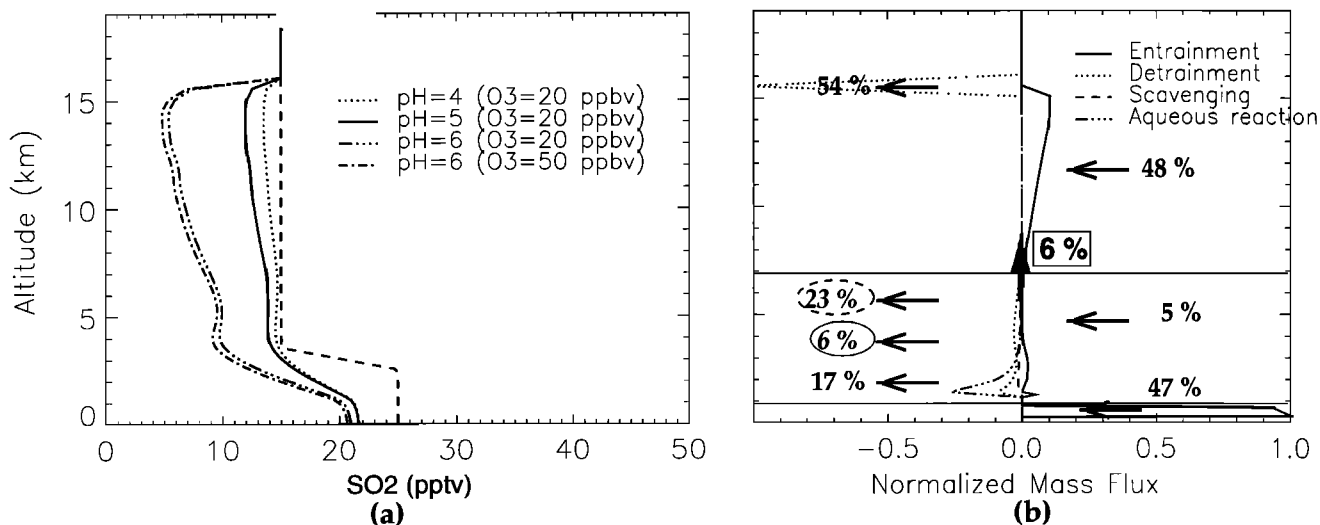 Altitude (km)
15
10
5
0
pH=4 (O3=20 ppbv)
pH=5 (O3=20 ppbv)
pH=6 (O3=20 ppbv)
pH=6 (O3=50 ppbv)
0 10 20 30 40 50
SO2 (pptv)
(a)
Entrainment
Detrainment
Scavenging
Aqueous reaction
54 %
48 %
6 %
23 %
5 %
6 %
17 %
47 %
-0.5 0.0 0.5 1.0
Normalized Mass Flux
(b)